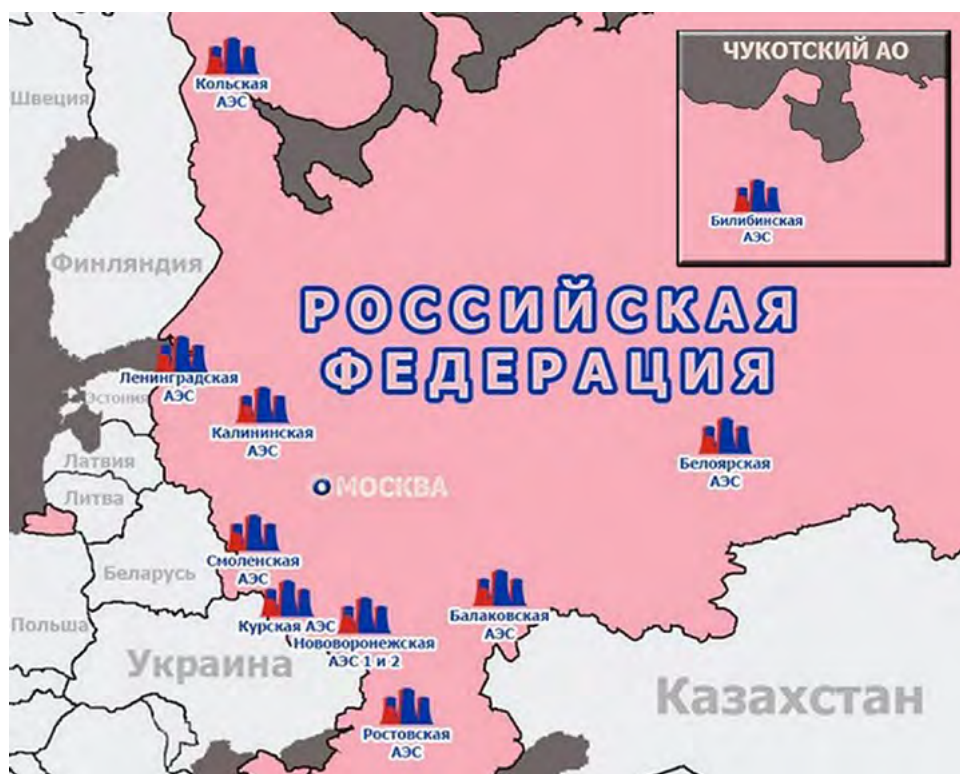 ЧУКОТСКИЙ АО
Кольская
АЭС
Швеция
Билибинская
АЭС
Финляндия
РОССИЙСКАЯ
ФЕДЕРАЦИЯ
Ленинградская
АЭС
Эстония
Калининская
АЭС
Белоярская
АЭС
Латвия
МОСКВА
Литва
Смоленская
АЭС
Беларусь
Балаковская
АЭС
Курская АЭС
Польша
Нововоронежская
АЭС 1 и 2
Украина
Казахстан
Ростовская
АЭС